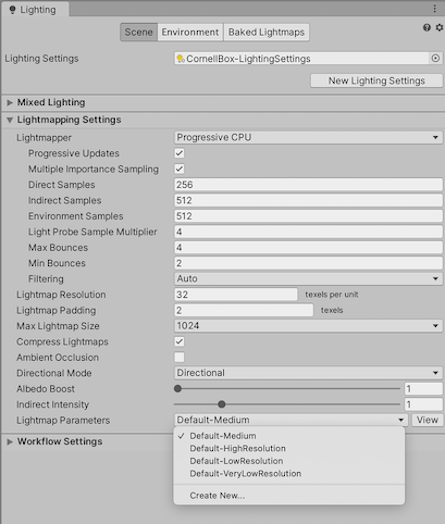 Lighting
Scene Environment Baked Lightmaps
Lighting Settings CornellBox-LightingSettings
New Lighting Settings
Mixed Lighting
Lightmapping Settings
Lightmapper Progressive CPU
Progressive Updates
Multiple Importance Sampling
Direct Samples 256
Indirect Samples 512
Environment Samples 512
Light Probe Sample Multiplier 4
Max Bounces 4
Min Bounces 2
Filtering Auto
Lightmap Resolution 32 texels per unit
Lightmap Padding 2 texels
Max Lightmap Size 1024
Compress Lightmaps
Ambient Occlusion
Directional Mode Directional
Albedo Boost 1
Indirect Intensity 1
Lightmap Parameters Default-Medium View
Workflow Settings
Default-Medium
Default-HighResolution
Default-LowResolution
Default-VeryLowResolution
Create New...